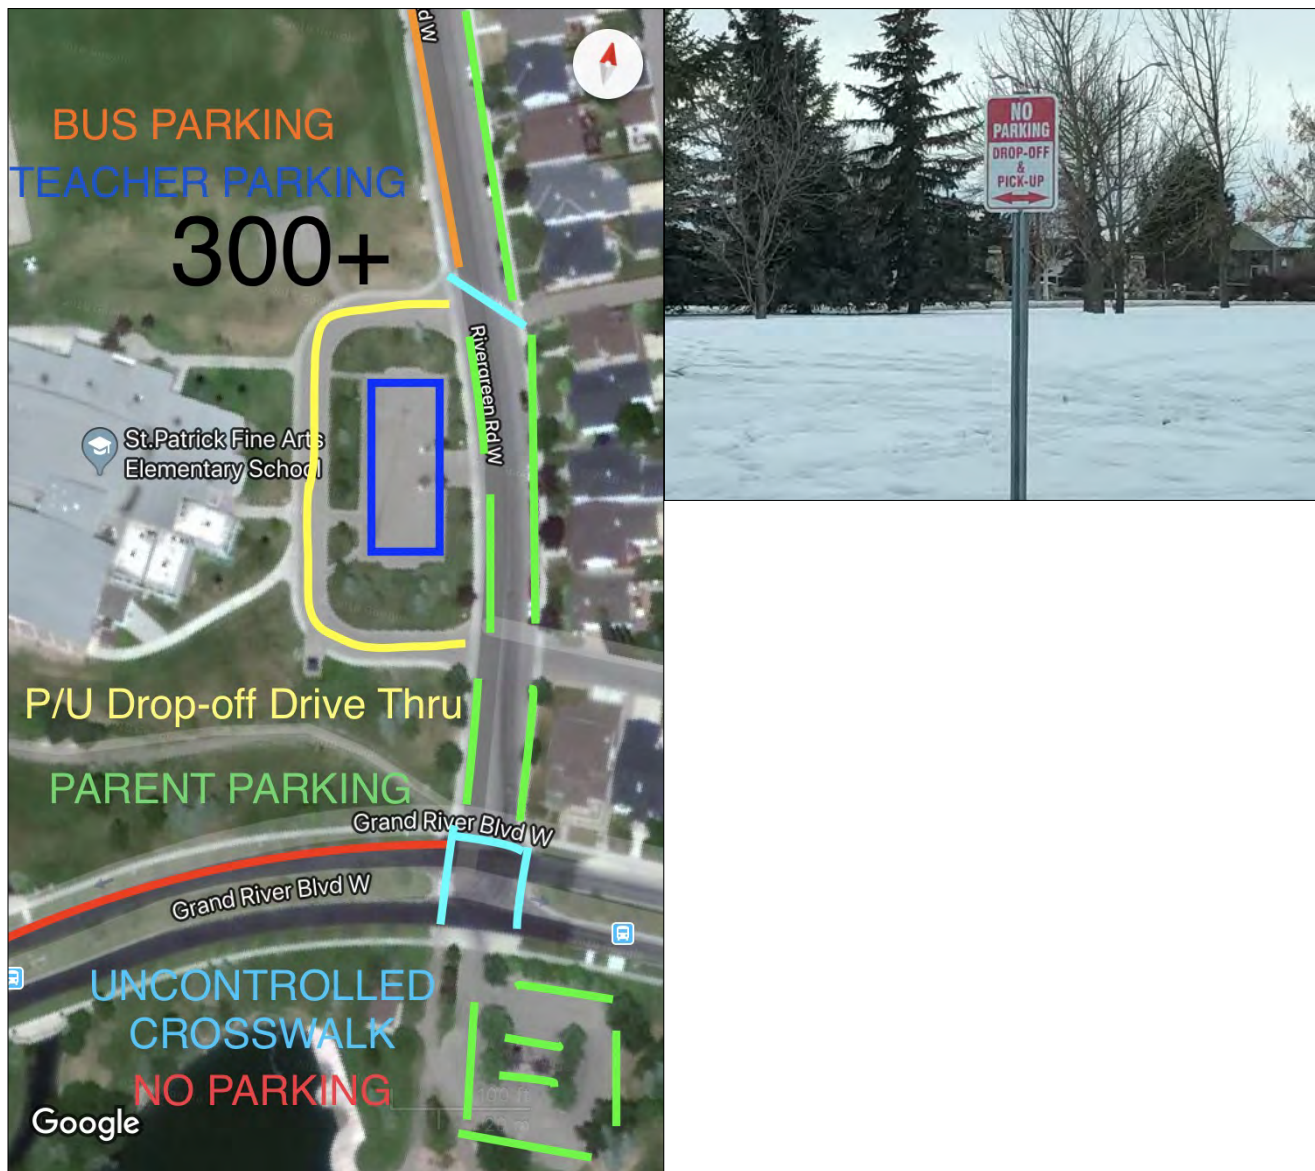 d W
BUS PARKING
TEACHER PARKING
300+
Rivergreen Rd W
St.Patrick Fine Arts
Elementary School
P/U Drop-off Drive Thru
PARENT PARKING
Grand River Blvd W
Grand River Blvd W
UNCONTROLLED
CROSSWALK
NO PARKING
Google
NO
PARKING
DROP-OFF
&
PICK-UP